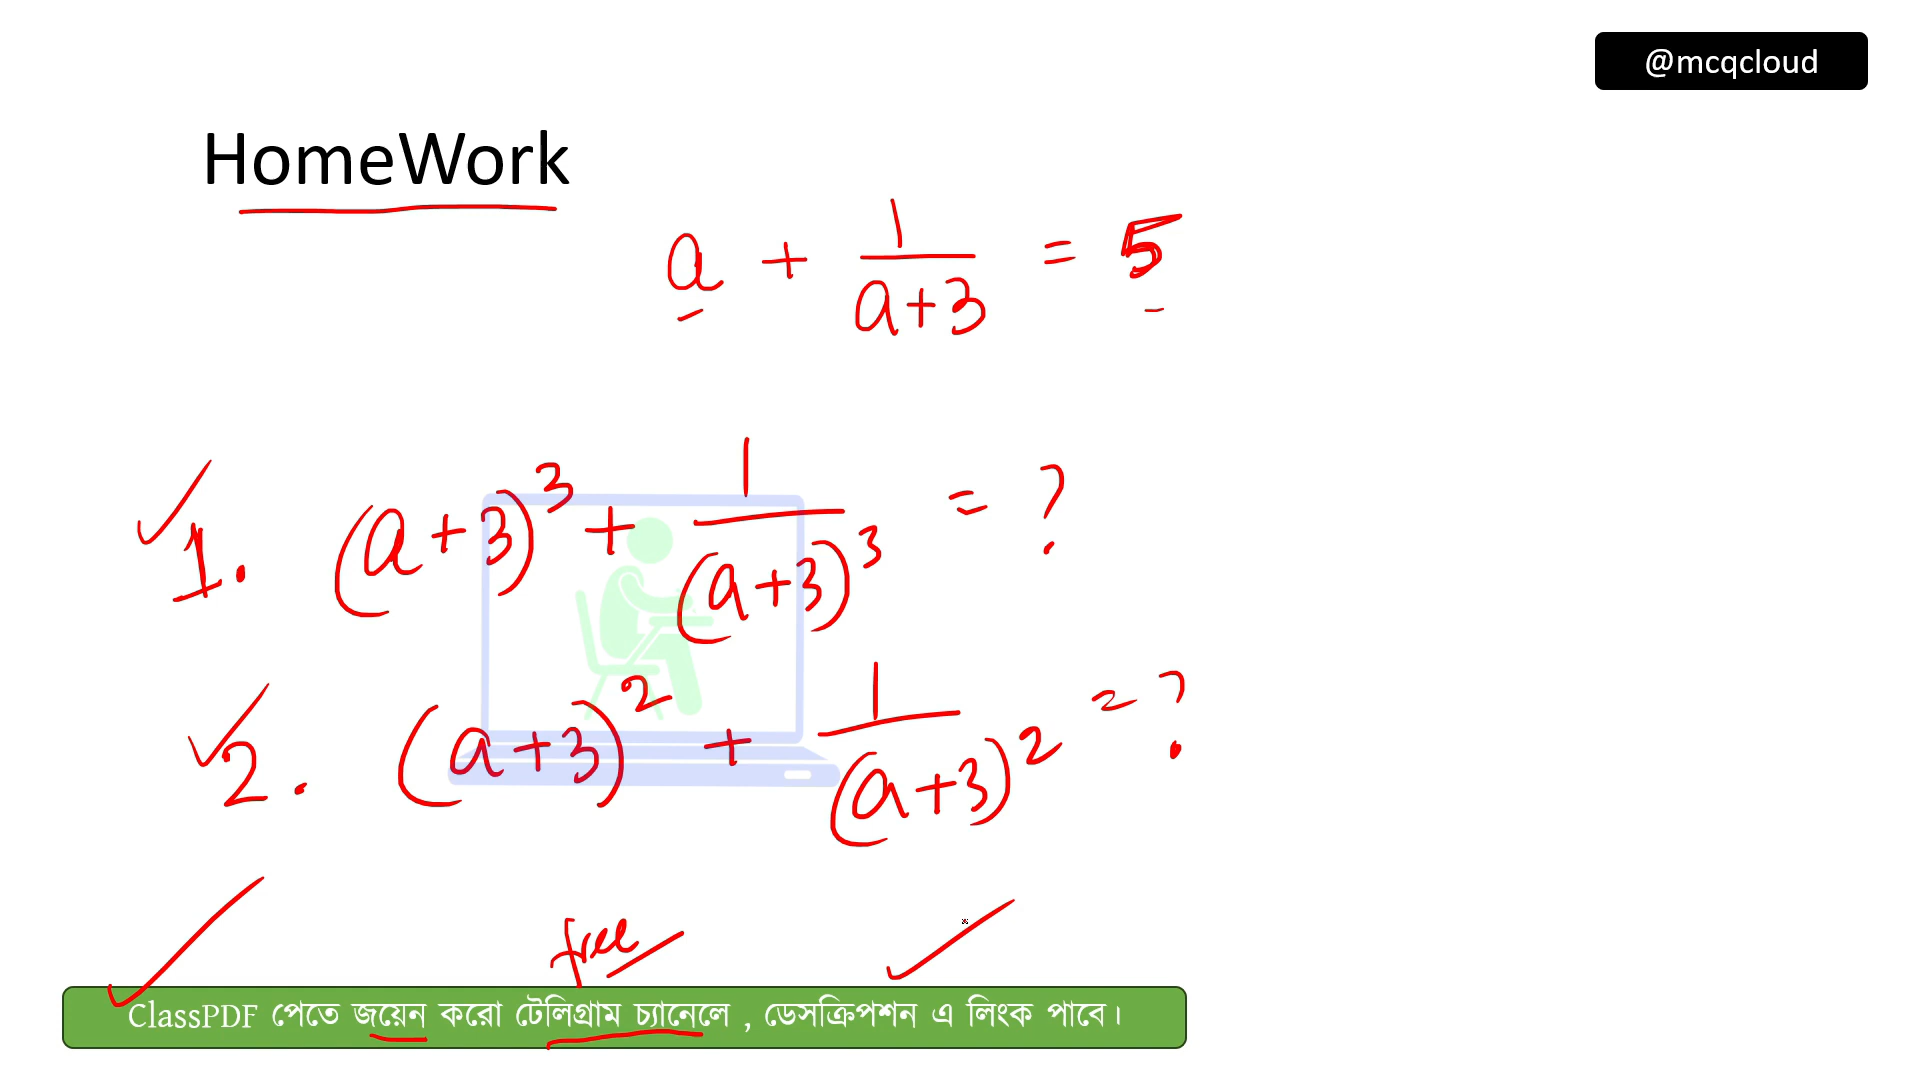 @mcqcloud
HomeWork
a + 1/(a+3) = 5
1. (a+3)³ + 1/(a+3)³ = ?
2. (a+3)² + 1/(a+3)² = ?
free
ClassPDF পেতে জয়েন করো টেলিগ্রাম চ্যানেলে , ডেসক্রিপশন এ লিংক পাবে।